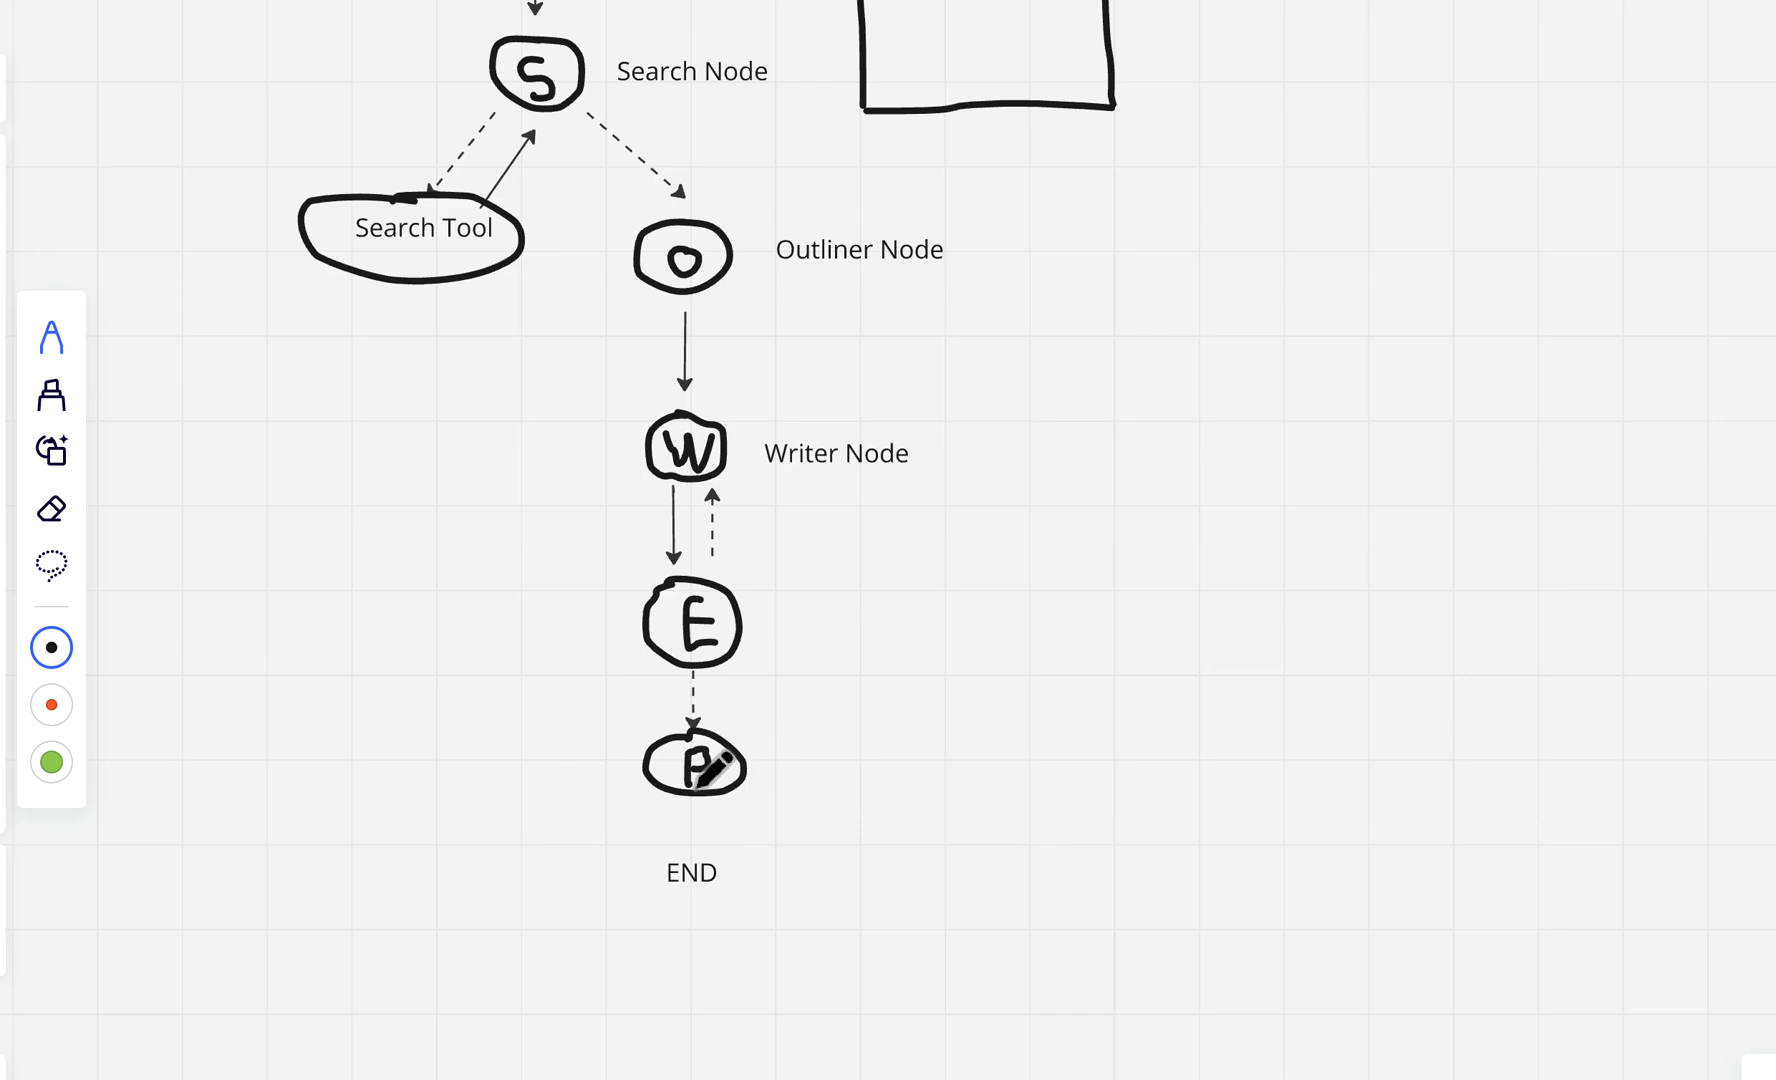 S
Search Node
Search Tool
O
Outliner Node
W
Writer Node
E
P
END